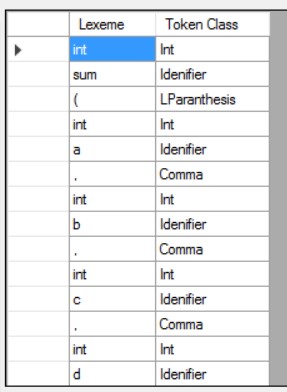 Lexeme Token Class
int Int
sum Idenifier
( LParanthesis
int Int
a Idenifier
, Comma
int Int
b Idenifier
, Comma
int Int
c Idenifier
, Comma
int Int
d Idenifier